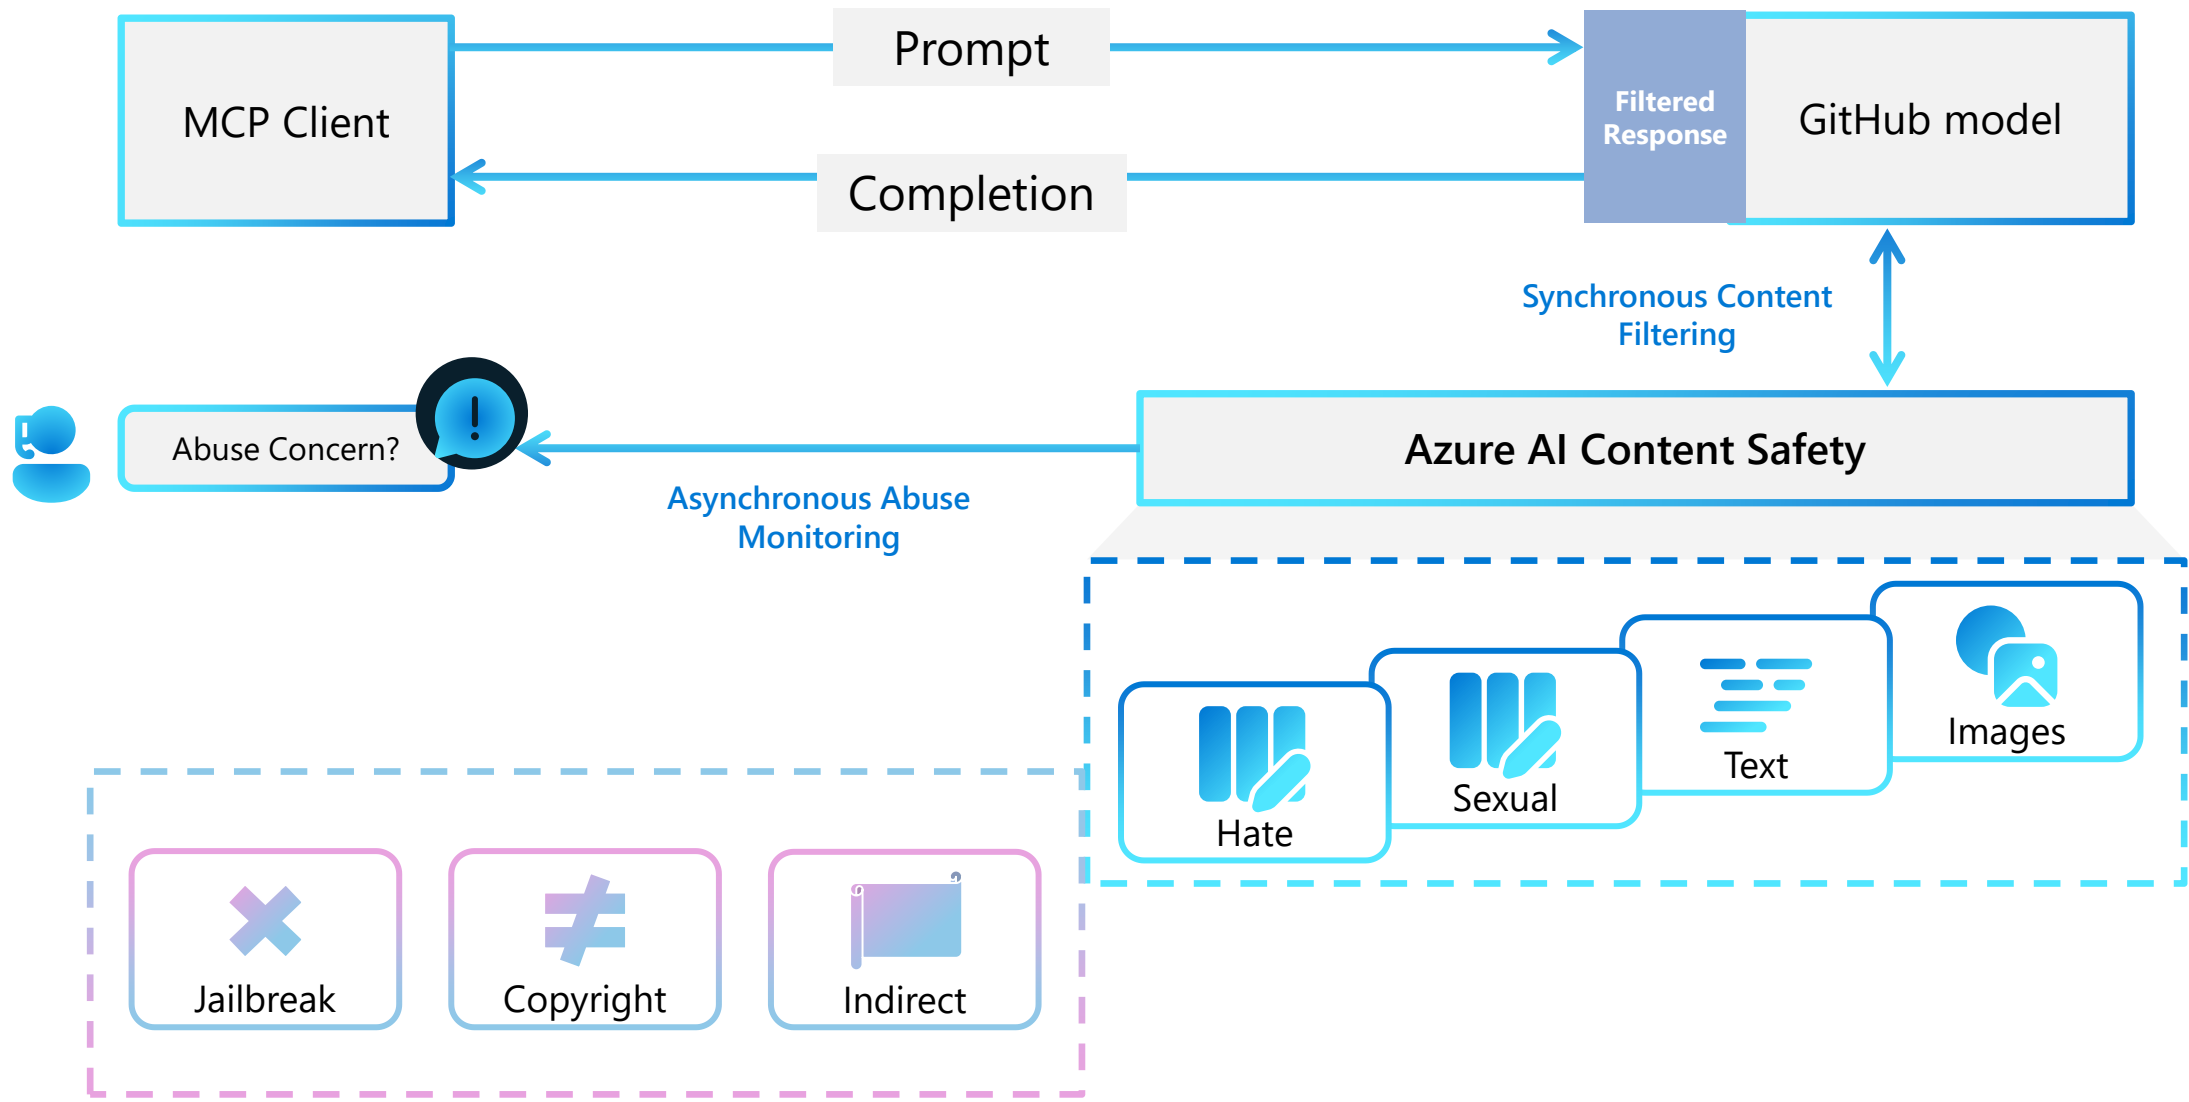 Prompt
MCP Client
Filtered
Response
GitHub model
Completion
Synchronous Content
Filtering
Abuse Concern?
Azure AI Content Safety
Asynchronous Abuse
Monitoring
Hate
Sexual
Text
Images
Jailbreak
Copyright
Indirect